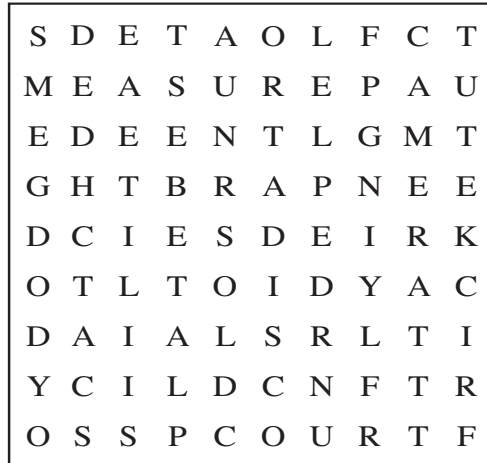 S D E T A O L F C T
M E A S U R E P A U
E D E E N T L G M T
G H T B R A P N E E
D C I E S D E I R K
O T L T O I D Y A C
D A I A L S R L T I
Y C I L D C N F T R
O S S P C O U R T F